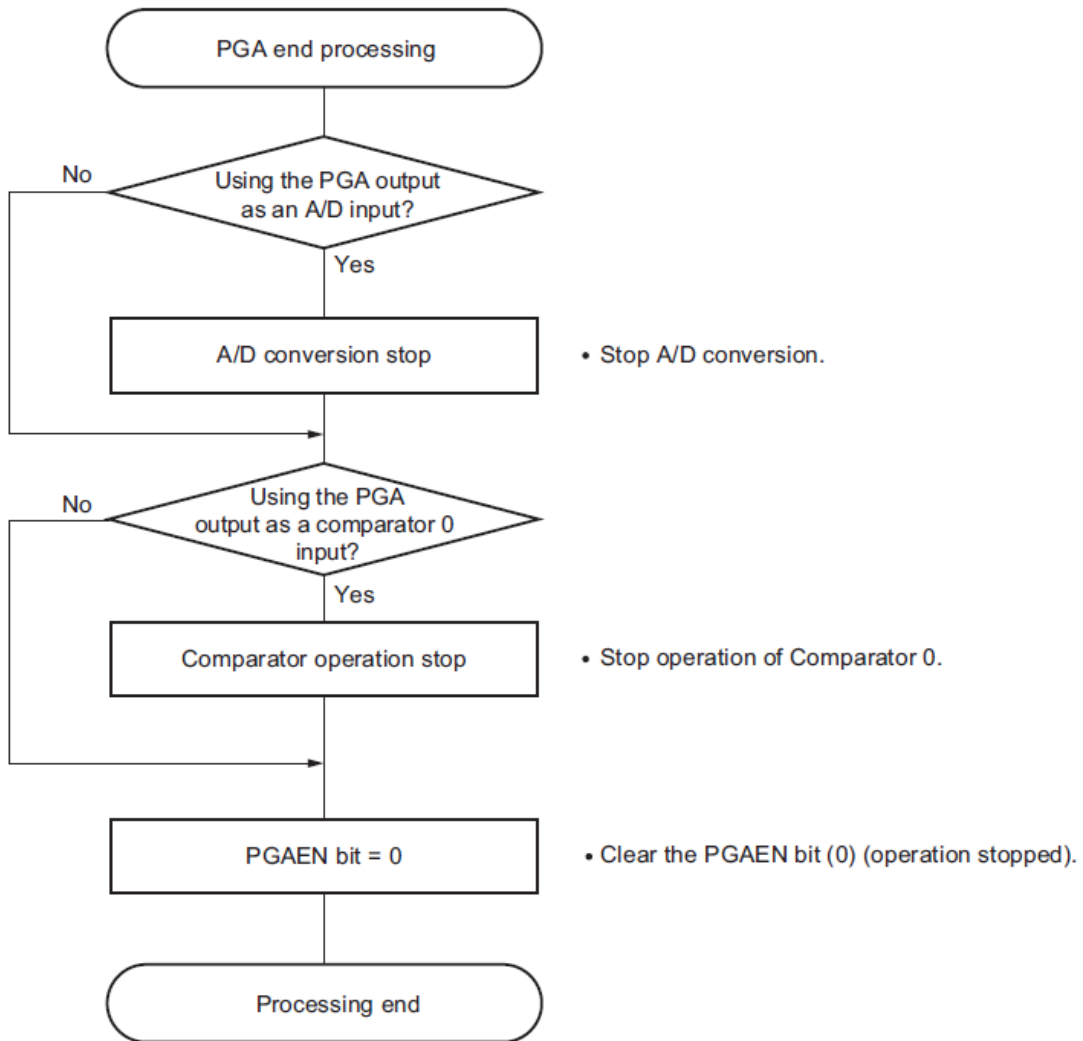 PGA end processing
No
Using the PGA output
as an A/D input?
Yes
A/D conversion stop
• Stop A/D conversion.
No
Using the PGA
output as a comparator 0
input?
Yes
Comparator operation stop
• Stop operation of Comparator 0.
PGAEN bit = 0
• Clear the PGAEN bit (0) (operation stopped).
Processing end